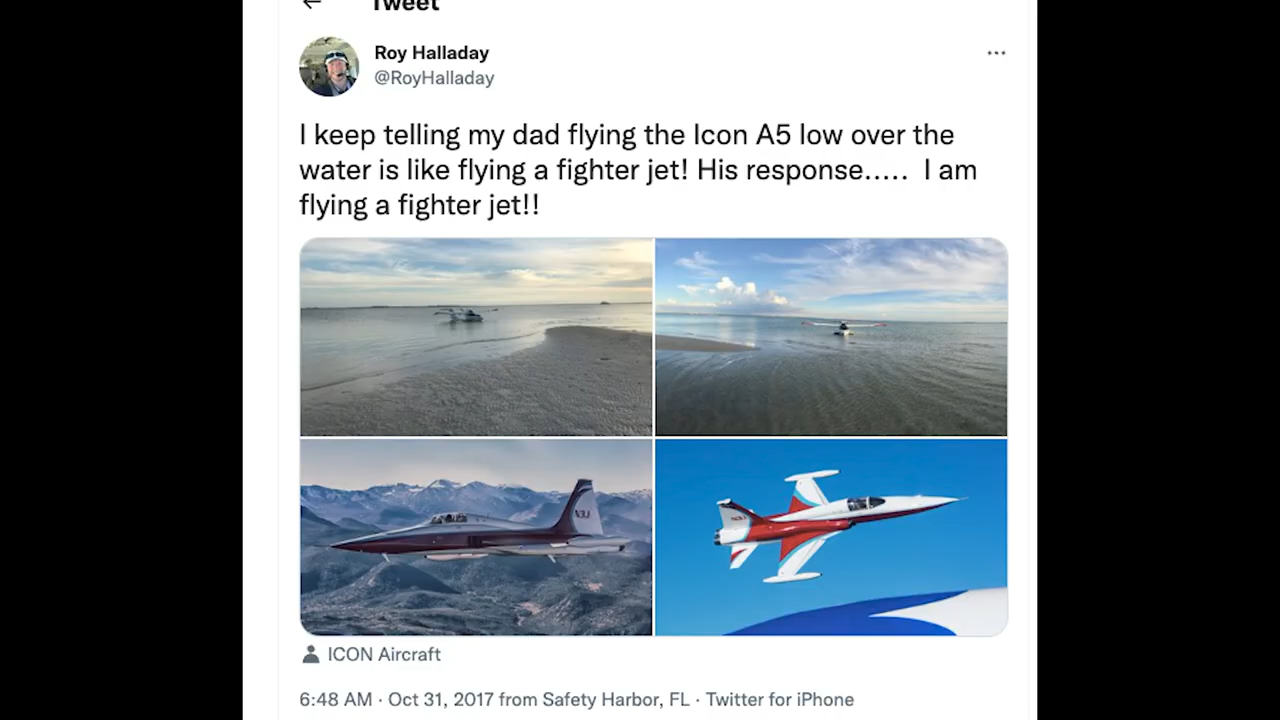 Tweet
Roy Halladay
@RoyHalladay
I keep telling my dad flying the Icon A5 low over the
water is like flying a fighter jet! His response..... I am
flying a fighter jet!!
N3U
ICON Aircraft
6:48 AM · Oct 31, 2017 from Safety Harbor, FL · Twitter for iPhone